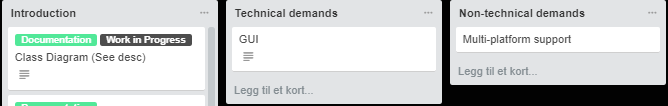 Introduction
Documentation Work in Progress
Class Diagram (See desc)
Documentation
Technical demands
GUI
Legg til et kort...
Non-technical demands
Multi-platform support
Legg til et kort...